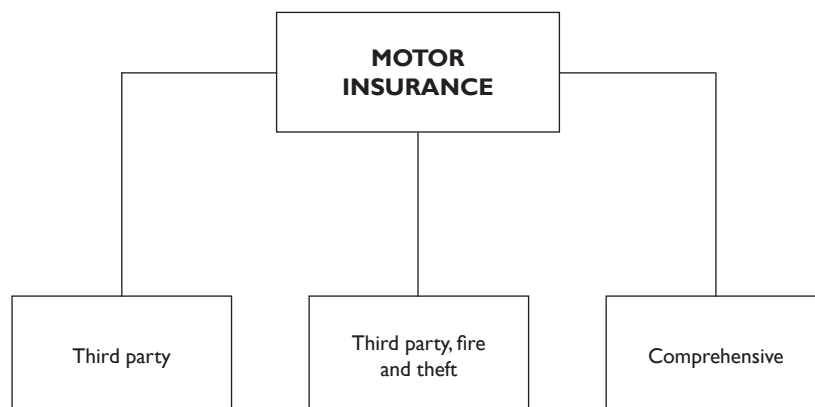 MOTOR
INSURANCE
Third party
Third party, fire
and theft
Comprehensive